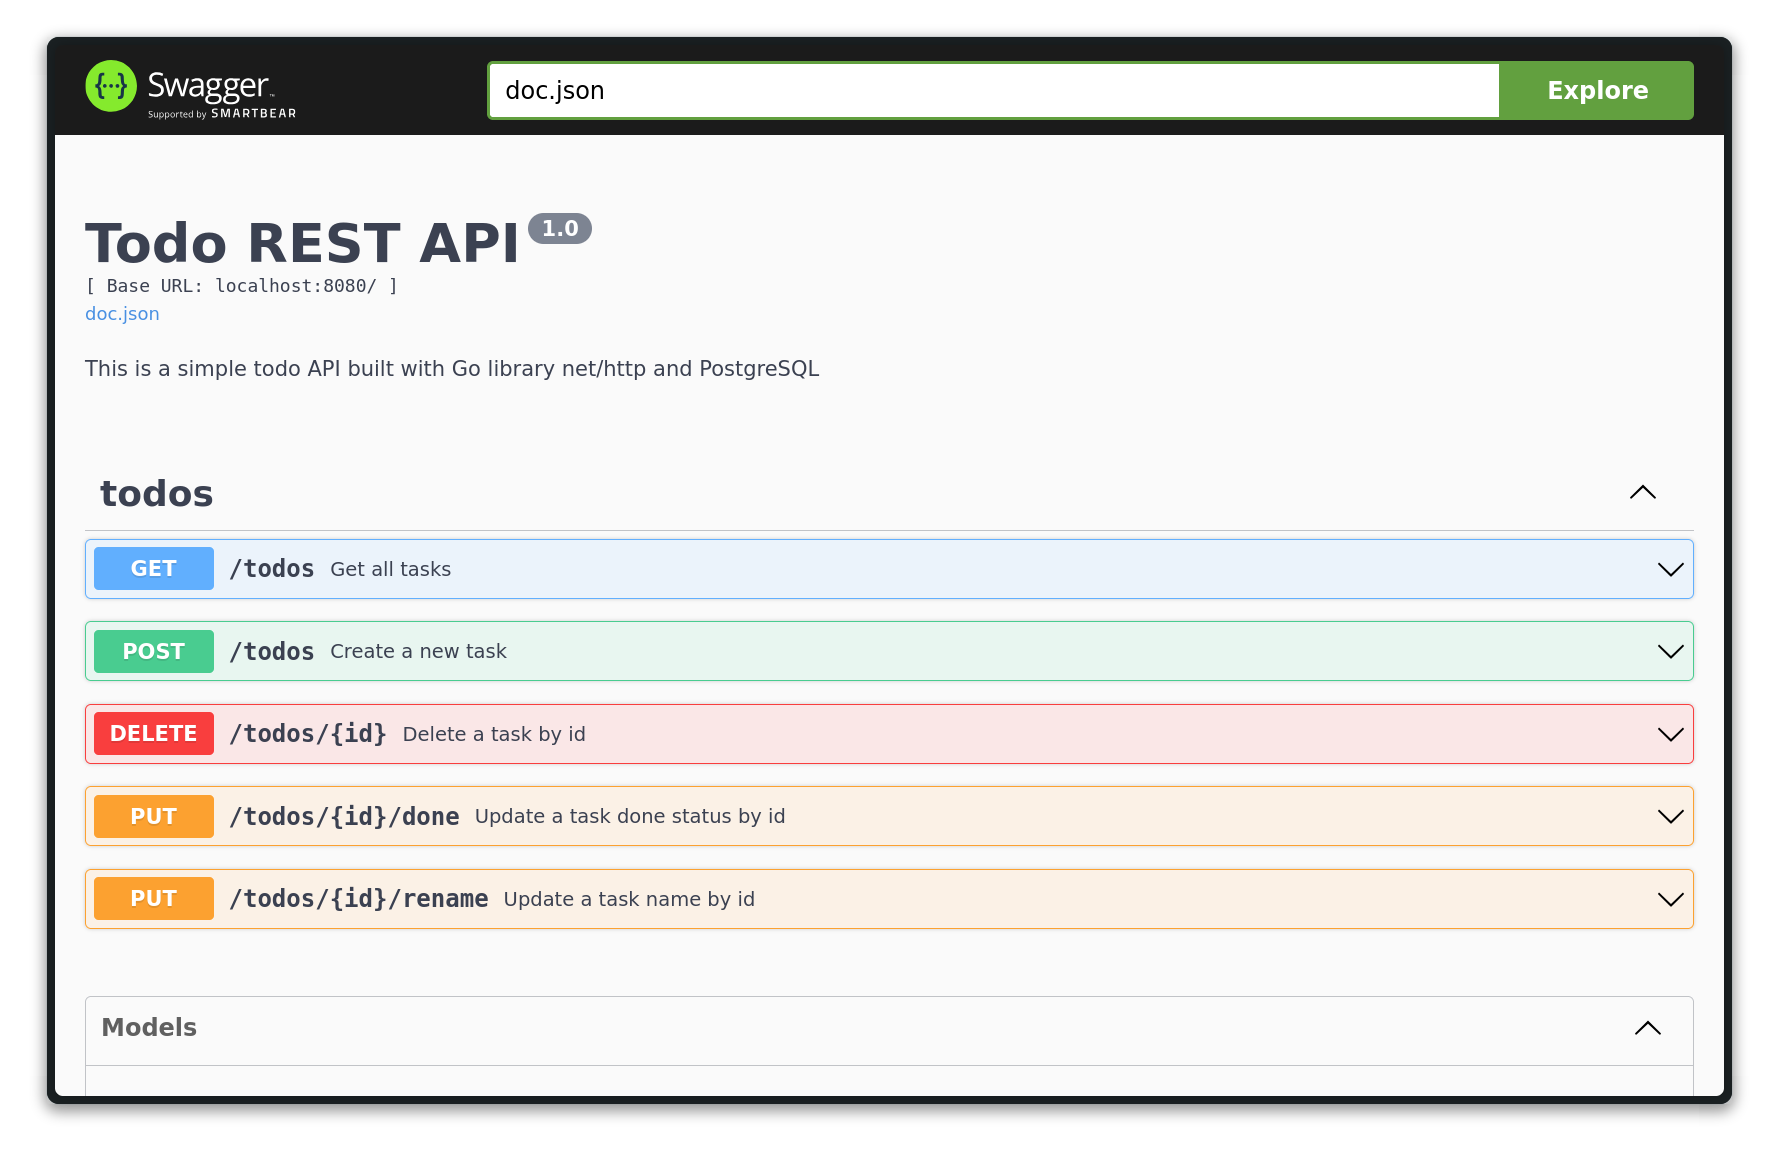 {···} Swagger™
Supported by SMARTBEAR
doc.json
Explore
Todo REST API 1.0
[ Base URL: localhost:8080/ ]
doc.json
This is a simple todo API built with Go library net/http and PostgreSQL
todos
GET /todos Get all tasks
POST /todos Create a new task
DELETE /todos/{id} Delete a task by id
PUT /todos/{id}/done Update a task done status by id
PUT /todos/{id}/rename Update a task name by id
Models